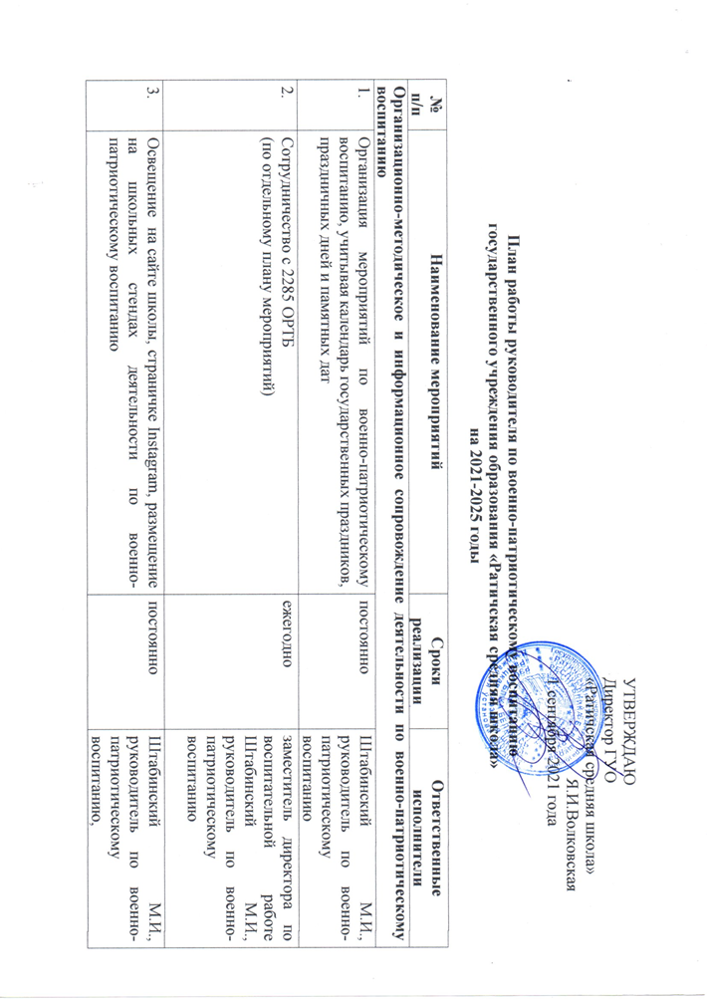 УТВЕРЖДАЮ
Директор ГУО
«Ратичская средняя школа»
Я.И.Волковская
1 сентября 2021 года
План работы руководителя по военно-патриотическому воспитанию
государственного учреждения образования «Ратичская средняя школа»
на 2021-2025 годы
№
п/п
Наименование мероприятий
Сроки
реализации
Ответственные
исполнители
Организационно-методическое и информационное сопровождение деятельности по военно-патриотическому
воспитанию
1.
Организация мероприятий по военно-патриотическому
воспитанию, учитывая календарь государственных праздников,
праздничных дней и памятных дат
постоянно
Штабинский М.И.,
руководитель по военно-
патриотическому
воспитанию
2.
Сотрудничество с 2285 ОРТБ
(по отдельному плану мероприятий)
ежегодно
заместитель директора по
воспитательной работе
Штабинский М.И.,
руководитель по военно-
патриотическому
воспитанию
3.
Освещение на сайте школы, страничке Instagram, размещение
на школьных стендах деятельности по военно-
патриотическому воспитанию
постоянно
Штабинский М.И.,
руководитель по военно-
патриотическому
воспитанию,